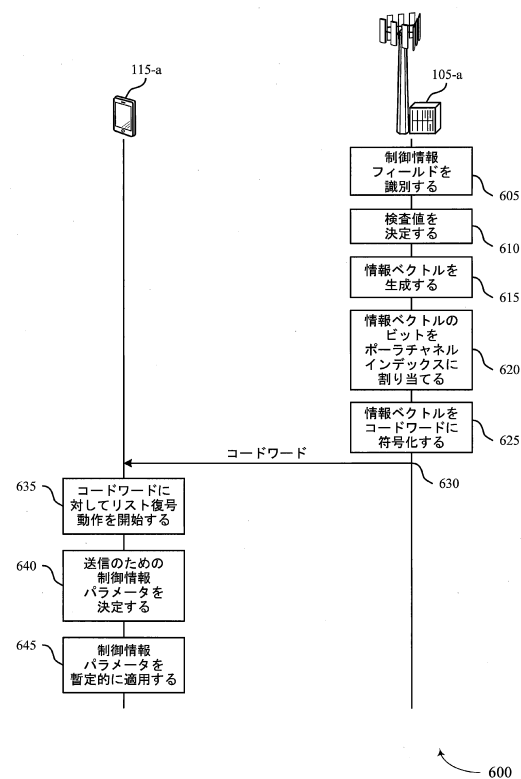 115-a
105-a
制御情報
フィールドを
識別する
605
検査値を
決定する
610
情報ベクトルを
生成する
615
情報ベクトルの
ビットを
ポーラチャネル
インデックスに
割り当てる
620
情報ベクトルを
コードワードに
符号化する
625
コードワード
630
635
コードワードに
対してリスト復号
動作を開始する
640
送信のための
制御情報
パラメータを
決定する
645
制御情報
パラメータを
暫定的に適用する
600